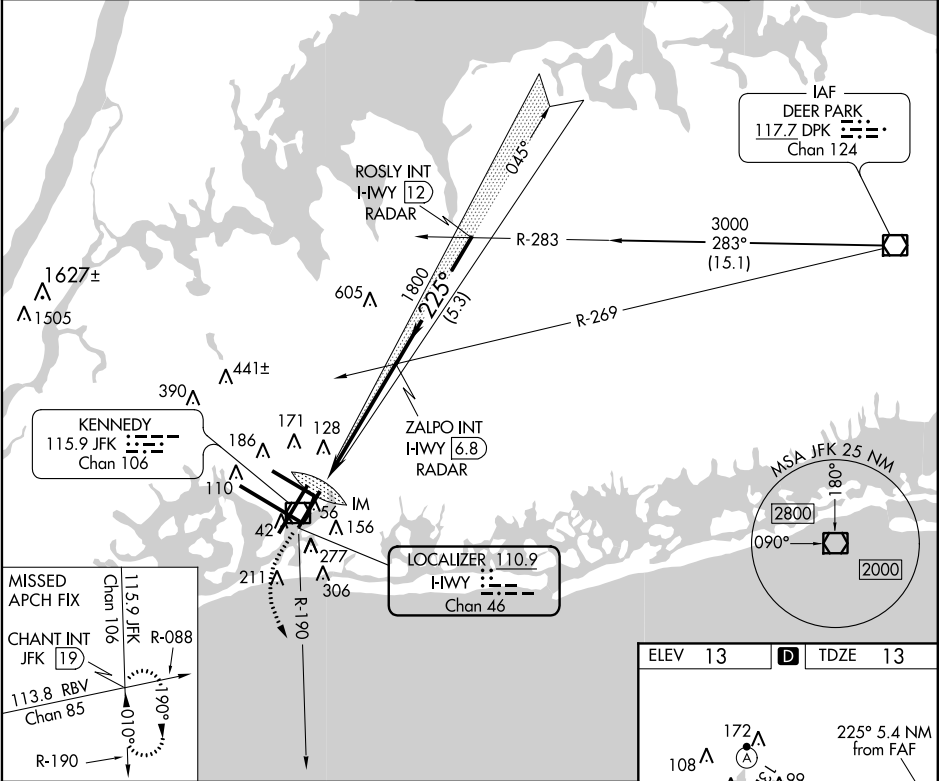 IAF
DEER PARK
117.7 DPK
Chan 124
ROSLY INT
I-IWY 12
RADAR
045°
R-283
3000
283°
(15.1)
1627±
1505
605
1800
225°
(5.3)
R-269
441±
390
KENNEDY
115.9 JFK
Chan 106
171
128
186
110
ZALPO INT
I-IWY 6.8
RADAR
IM
56
42
156
277
211
306
R-190
LOCALIZER 110.9
I-IWY
Chan 46
MSA JFK 25 NM
180°
2800
090°
2000
MISSED
APCH FIX
115.9 JFK
Chan 106
CHANT INT
JFK 19
R-088
113.8 RBV
Chan 85
190°
010°
R-190
ELEV 13
D
TDZE 13
172
A
108
225° 5.4 NM
from FAF
99